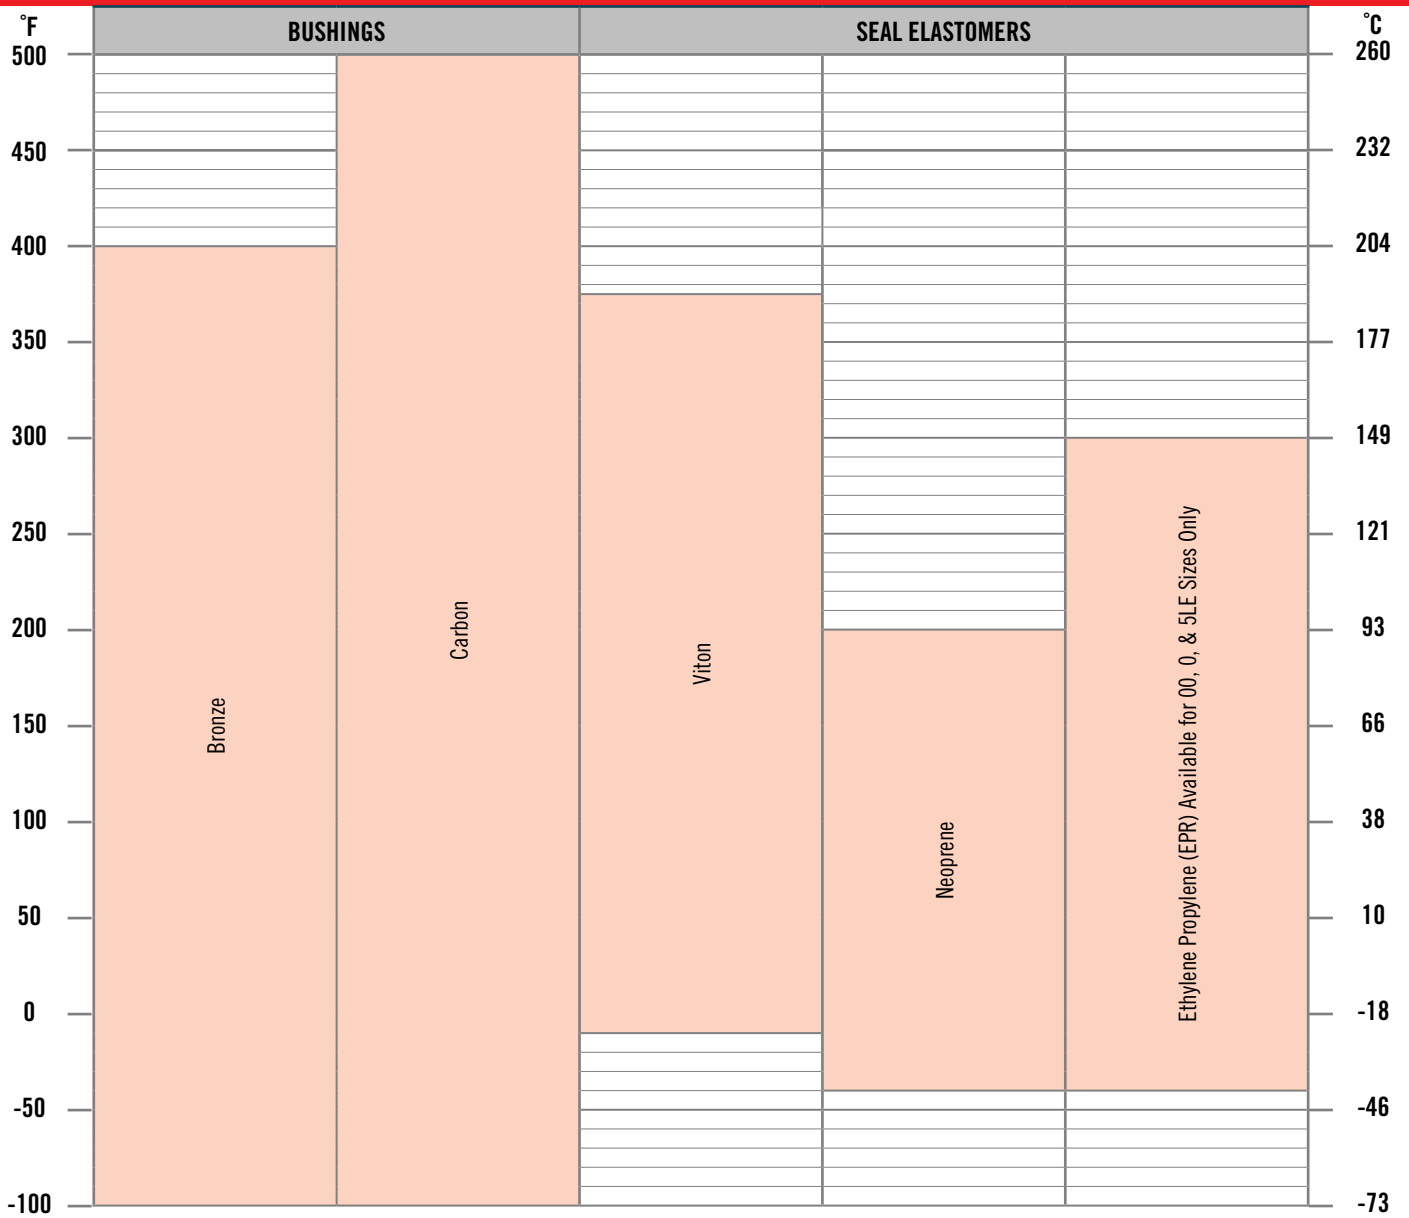 °F
BUSHINGS
SEAL ELASTOMERS
°C
500
260
450
232
400
204
350
177
300
149
250
121
200
93
150
66
100
38
50
10
0
-18
-50
-46
-100
-73
Bronze
Carbon
Viton
Neoprene
Ethylene Propylene (EPR) Available for 00, 0, & 5LE Sizes Only